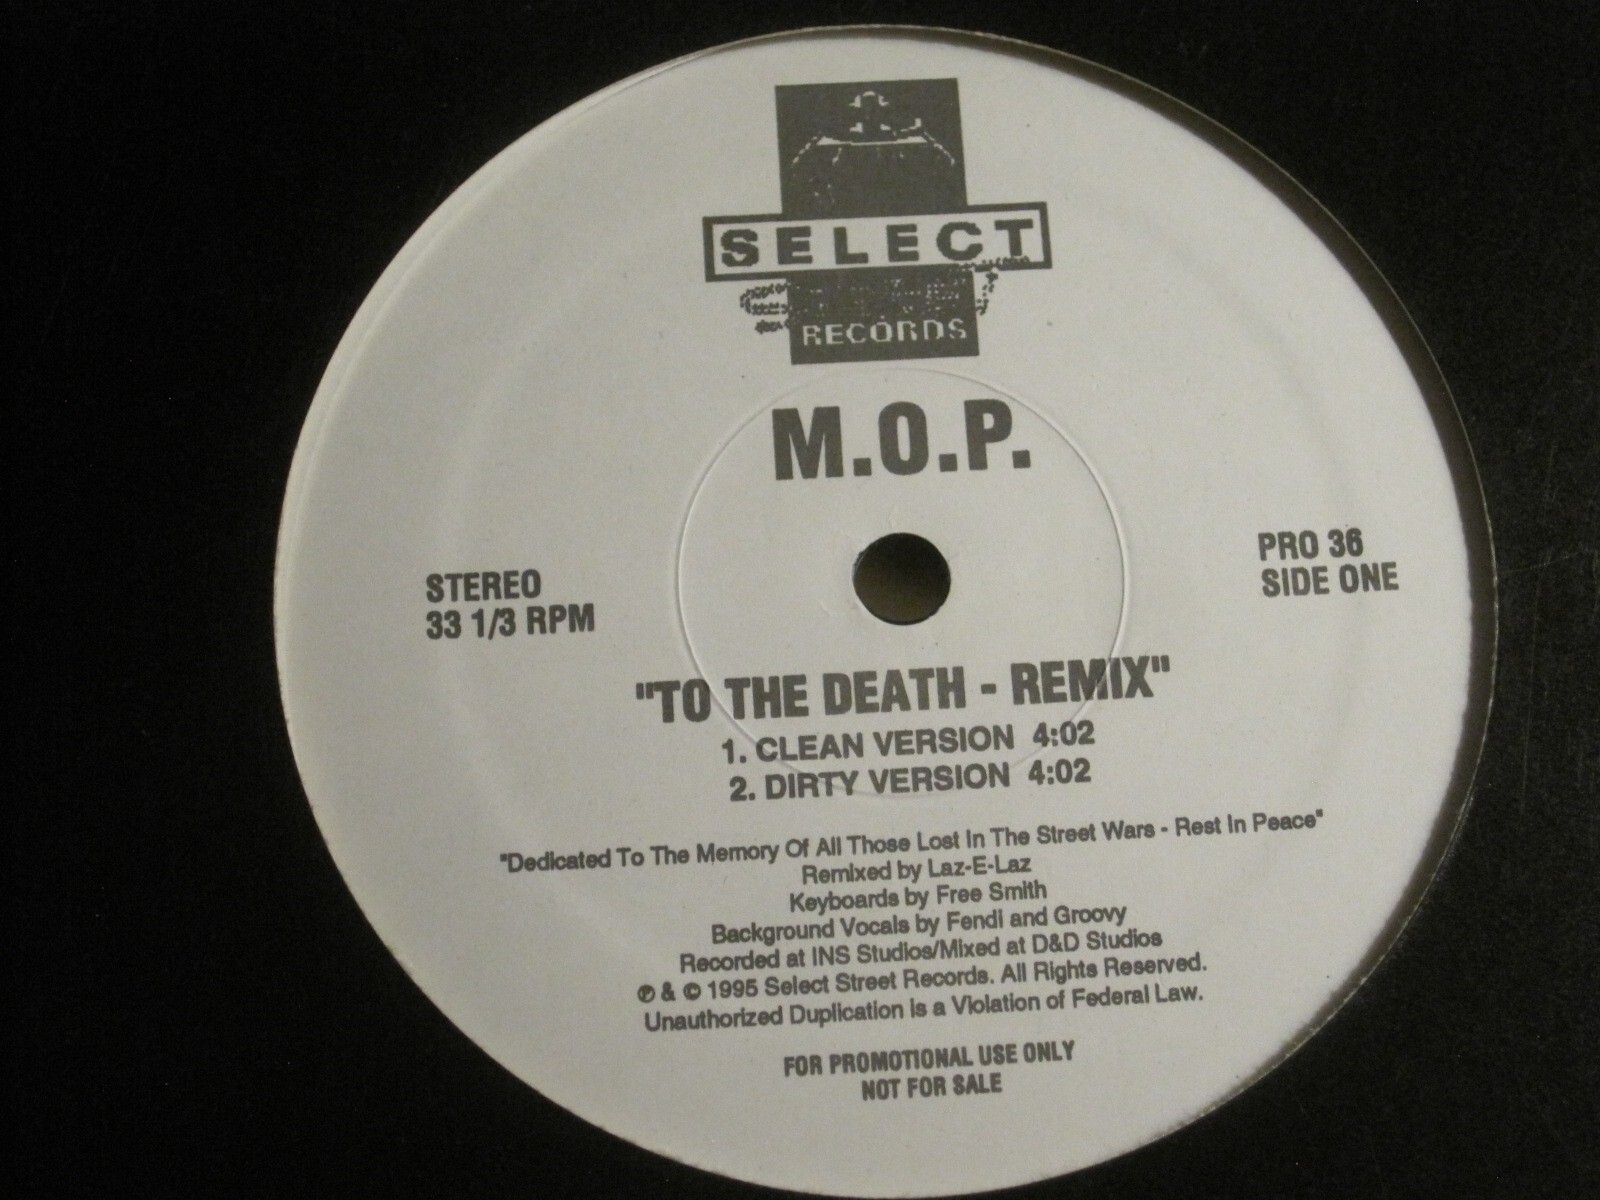 SELECT
RECORDS
M.O.P.
STEREO
33 1/3 RPM
PRO 36
SIDE ONE
"TO THE DEATH - REMIX"
1. CLEAN VERSION 4:02
2. DIRTY VERSION 4:02
"Dedicated To The Memory Of All Those Lost In The Street Wars - Rest In Peace"
Remixed by Laz-E-Laz
Keyboards by Free Smith
Background Vocals by Fendi and Groovy
Recorded at INS Studios/Mixed at D&D Studios
℗ & © 1995 Select Street Records. All Rights Reserved.
Unauthorized Duplication is a Violation of Federal Law.
FOR PROMOTIONAL USE ONLY
NOT FOR SALE